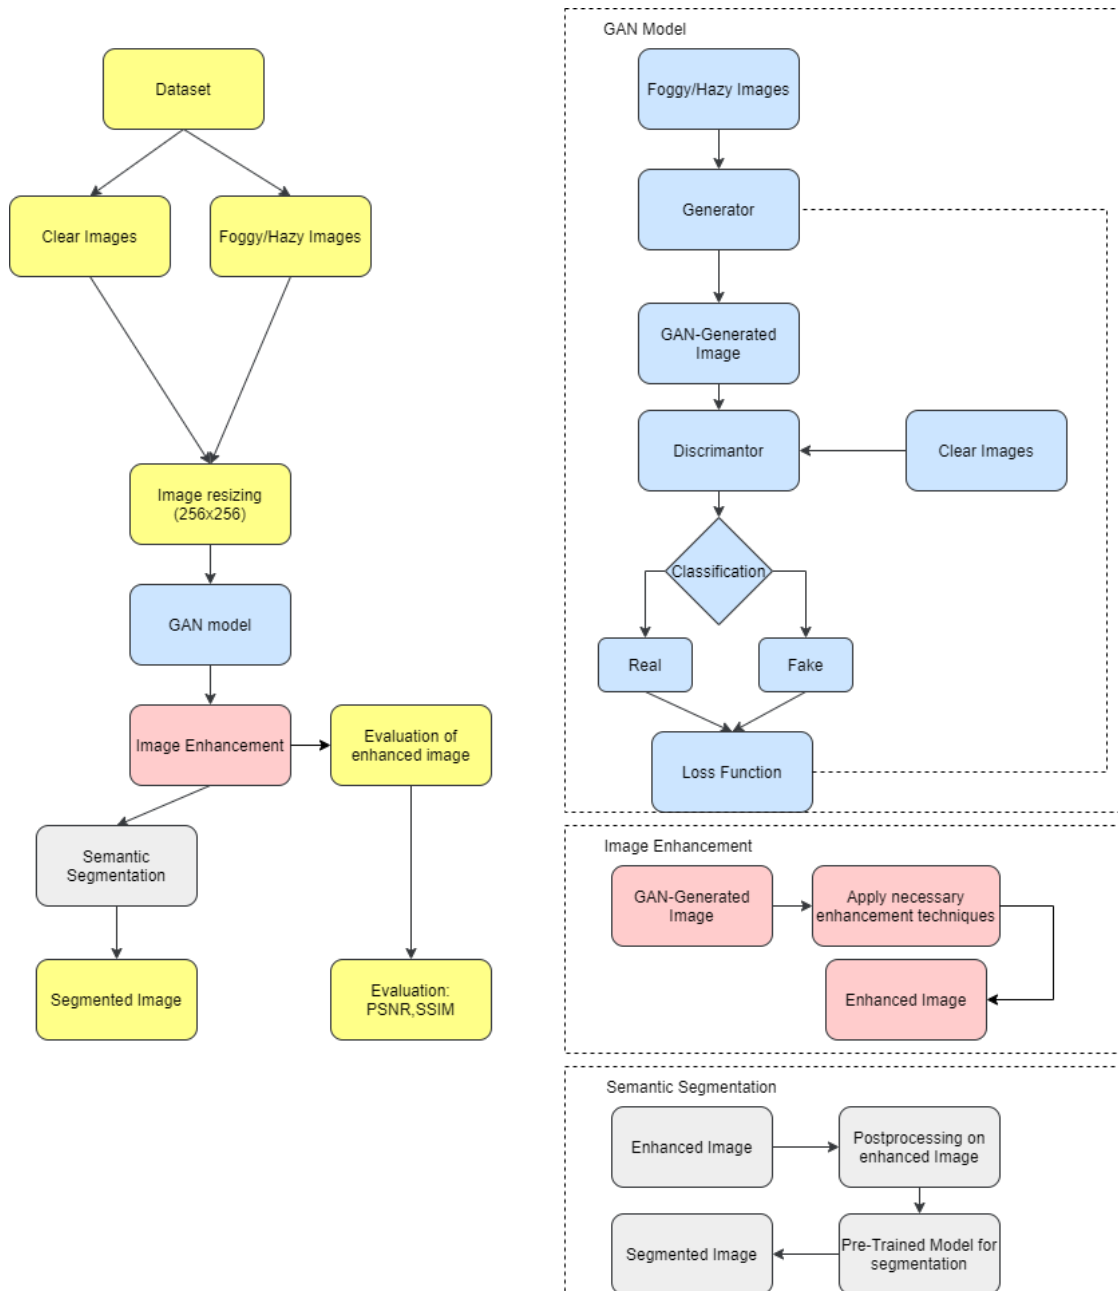 Dataset
Clear Images
Foggy/Hazy Images
Image resizing
(256x256)
GAN model
Image Enhancement
Evaluation of
enhanced image
Semantic
Segmentation
Segmented Image
Evaluation:
PSNR,SSIM
GAN Model
Foggy/Hazy Images
Generator
GAN-Generated
Image
Discrimantor
Clear Images
Classification
Real
Fake
Loss Function
Image Enhancement
GAN-Generated
Image
Apply necessary
enhancement techniques
Enhanced Image
Semantic Segmentation
Enhanced Image
Postprocessing on
enhanced Image
Segmented Image
Pre-Trained Model for
segmentation